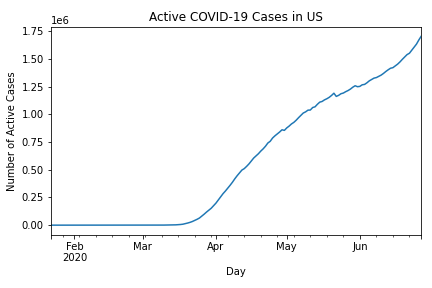 Active COVID-19 Cases in US
1e6
1.75
1.50
1.25
1.00
0.75
0.50
0.25
0.00
Number of Active Cases
Feb Mar Apr May Jun
2020
Day